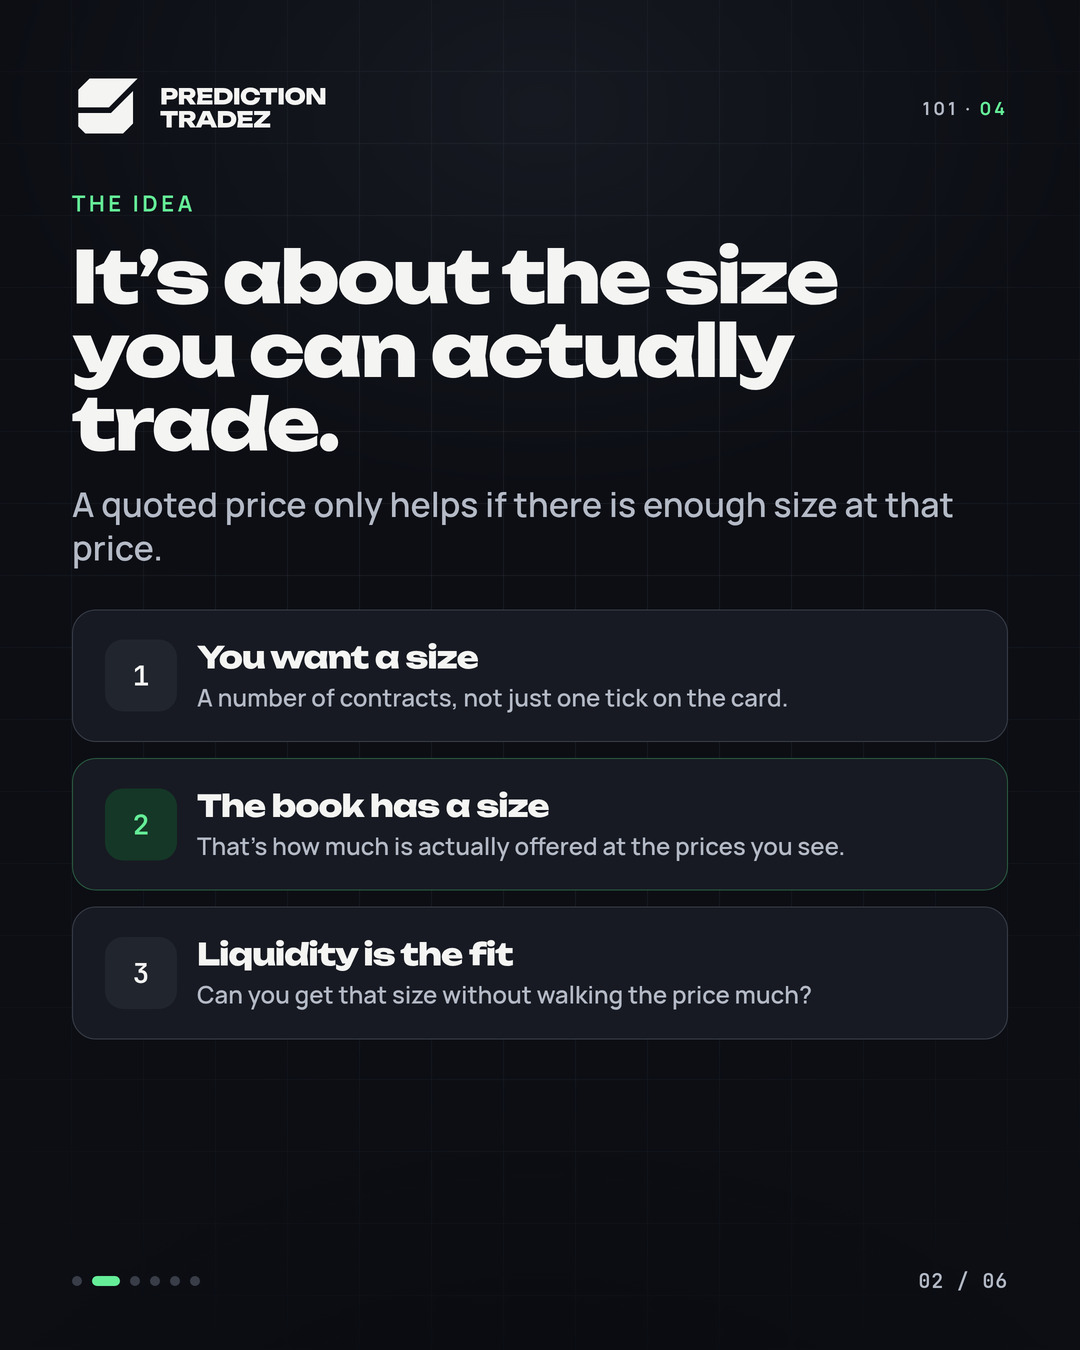 PREDICTION
TRADEZ
101 · 04
THE IDEA
It’s about the size
you can actually
trade.
A quoted price only helps if there is enough size at that
price.
1
You want a size
A number of contracts, not just one tick on the card.
2
The book has a size
That’s how much is actually offered at the prices you see.
3
Liquidity is the fit
Can you get that size without walking the price much?
02 / 06